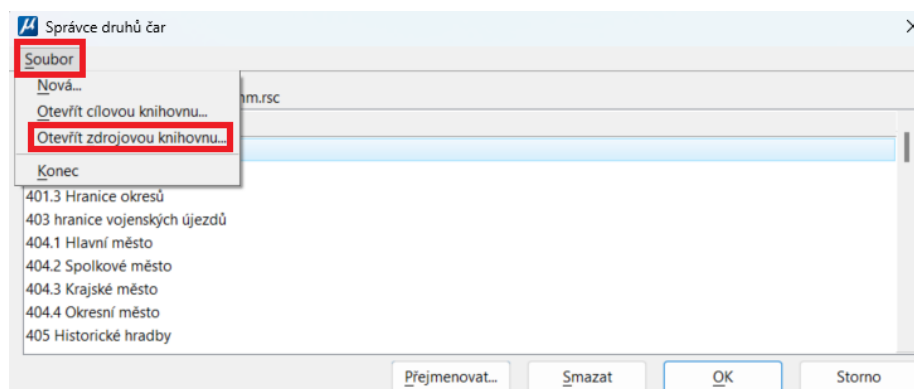 Správce druhů čar
Soubor
Nová...
hm.rsc
Otevřít cílovou knihovnu...
Otevřít zdrojovou knihovnu...
Konec
401.3 Hranice okresů
403 hranice vojenských újezdů
404.1 Hlavní město
404.2 Spolkové město
404.3 Krajské město
404.4 Okresní město
405 Historické hradby
Přejmenovat... Smazat OK Storno